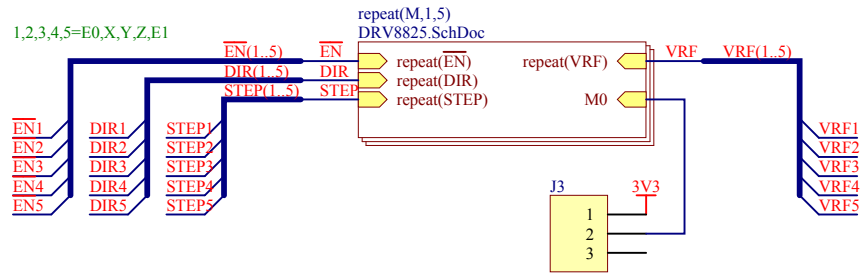 repeat(M,1,5)
DRV8825.SchDoc
1,2,3,4,5=E0,X,Y,Z,E1
EN(1..5) EN repeat(EN) repeat(VRF) VRF VRF(1..5)
DIR(1..5) DIR repeat(DIR)
STEP(1..5) STEP repeat(STEP) M0
EN1 DIR1 STEP1 VRF1
EN2 DIR2 STEP2 VRF2
EN3 DIR3 STEP3 VRF3
EN4 DIR4 STEP4 VRF4
EN5 DIR5 STEP5 VRF5
J3 3V3
1
2
3